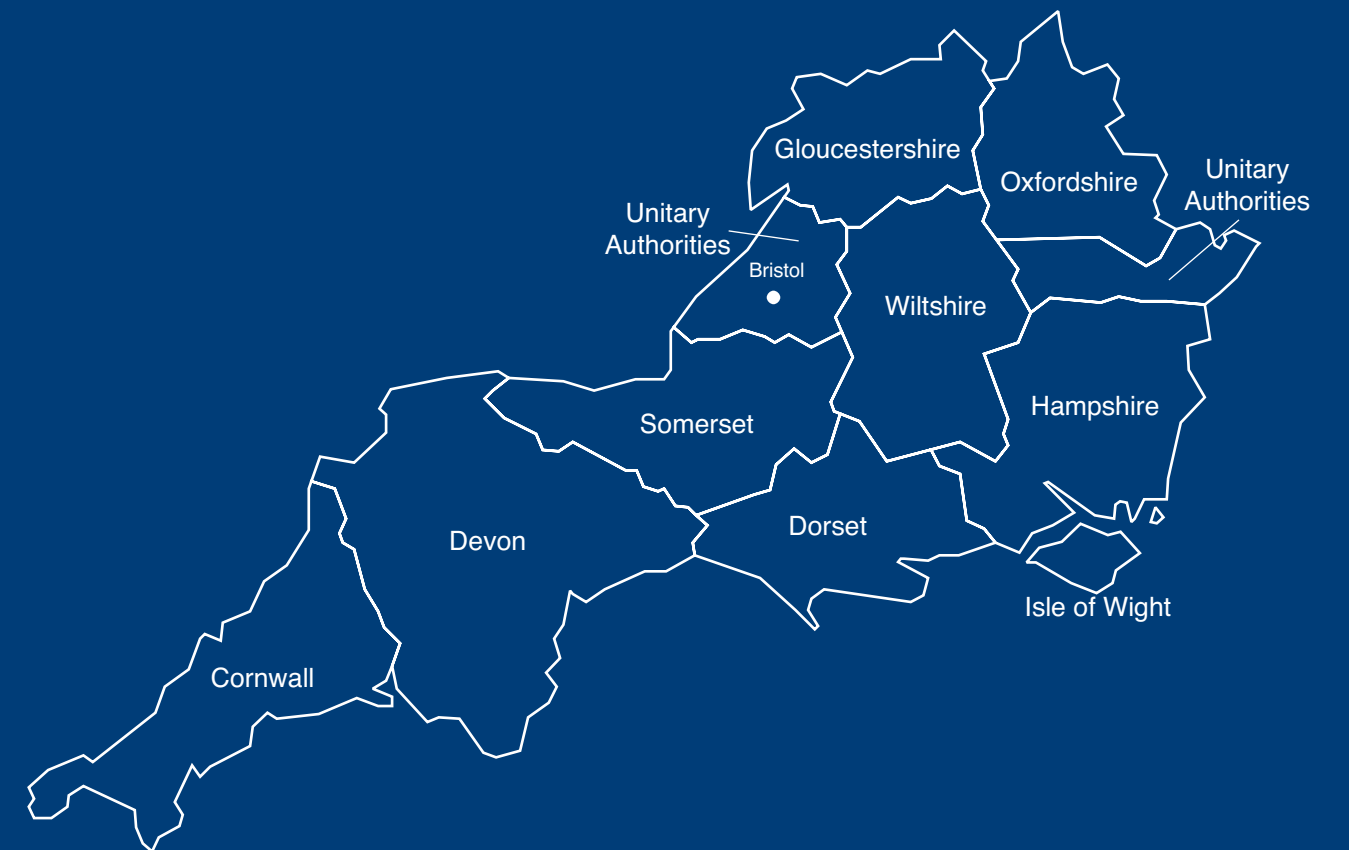 Gloucestershire
Oxfordshire
Unitary
Authorities
Unitary
Authorities
Bristol
Wiltshire
Hampshire
Somerset
Dorset
Devon
Isle of Wight
Cornwall